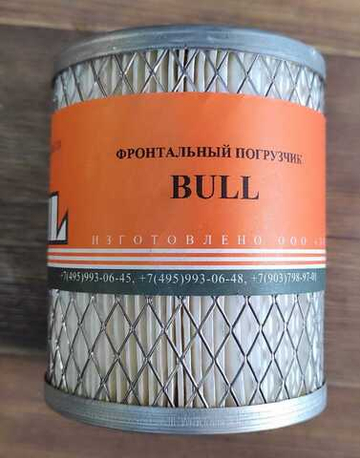 ФРОНТАЛЬНЫЙ ПОГРУЗЧИК
BULL
L
ИЗГОТОВЛЕНО ООО
+7(495)993-06-45, +7(495)993-06-48, +7(903)798-97-01